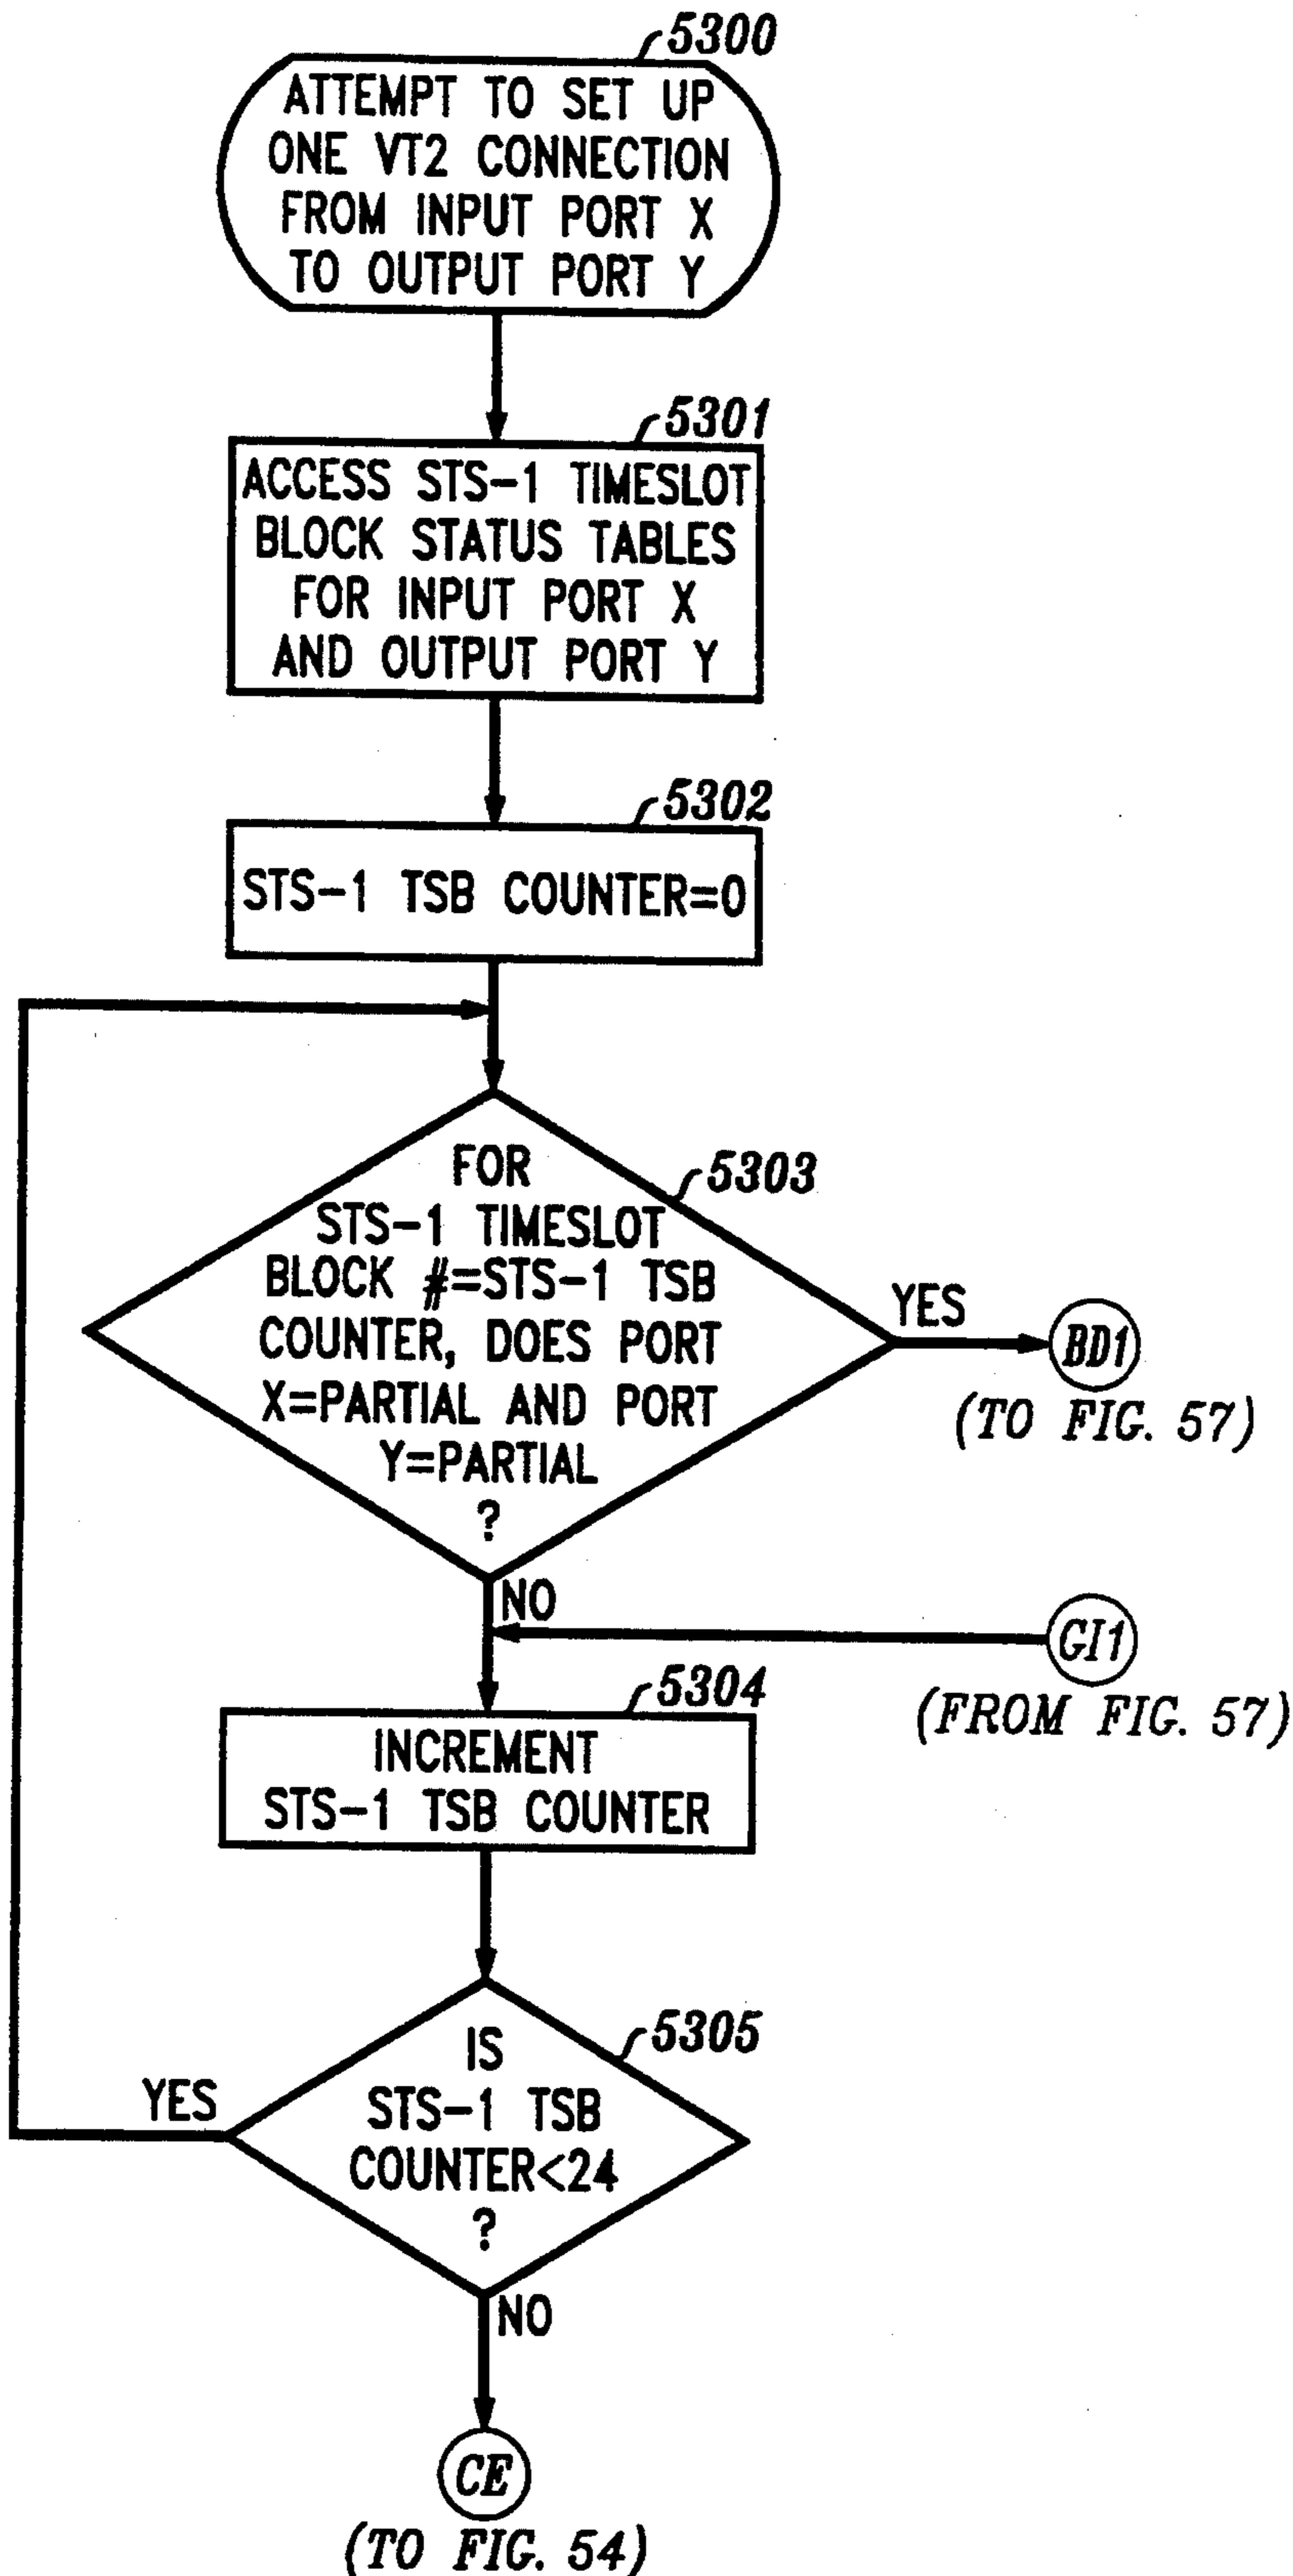 5300
ATTEMPT TO SET UP
ONE VT2 CONNECTION
FROM INPUT PORT X
TO OUTPUT PORT Y
5301
ACCESS STS-1 TIMESLOT
BLOCK STATUS TABLES
FOR INPUT PORT X
AND OUTPUT PORT Y
5302
STS-1 TSB COUNTER=0
5303
FOR
STS-1 TIMESLOT
BLOCK #=STS-1 TSB
COUNTER, DOES PORT
X=PARTIAL AND PORT
Y=PARTIAL
?
YES
BD1
(TO FIG. 57)
NO
GI1
(FROM FIG. 57)
5304
INCREMENT
STS-1 TSB COUNTER
5305
IS
STS-1 TSB
COUNTER<24
?
YES
NO
CE
(TO FIG. 54)